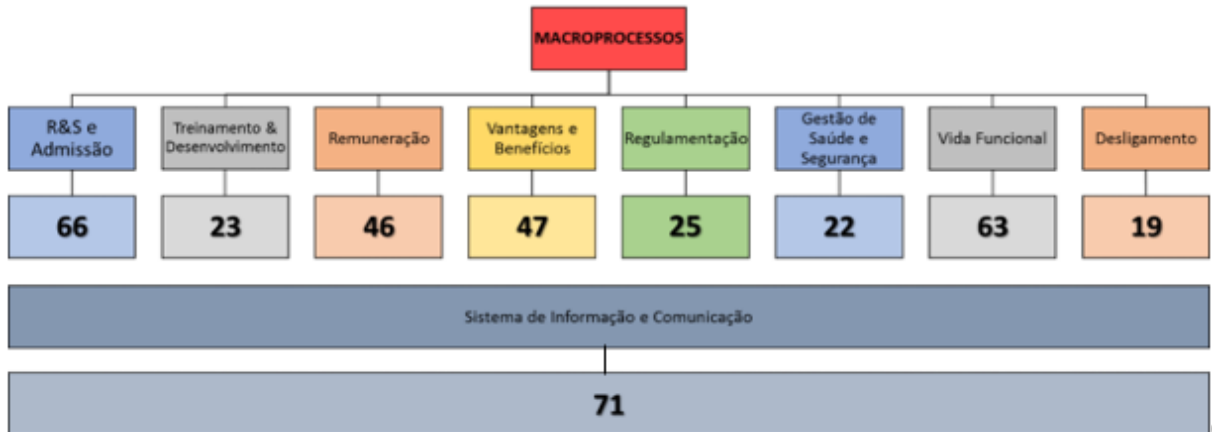 MACROPROCESSOS
R&S e
Admissão
Treinamento &
Desenvolvimento
Remuneração
Vantagens e
Benefícios
Regulamentação
Gestão de
Saúde e
Segurança
Vida Funcional
Desligamento
66
23
46
47
25
22
63
19
Sistema de Informação e Comunicação
71